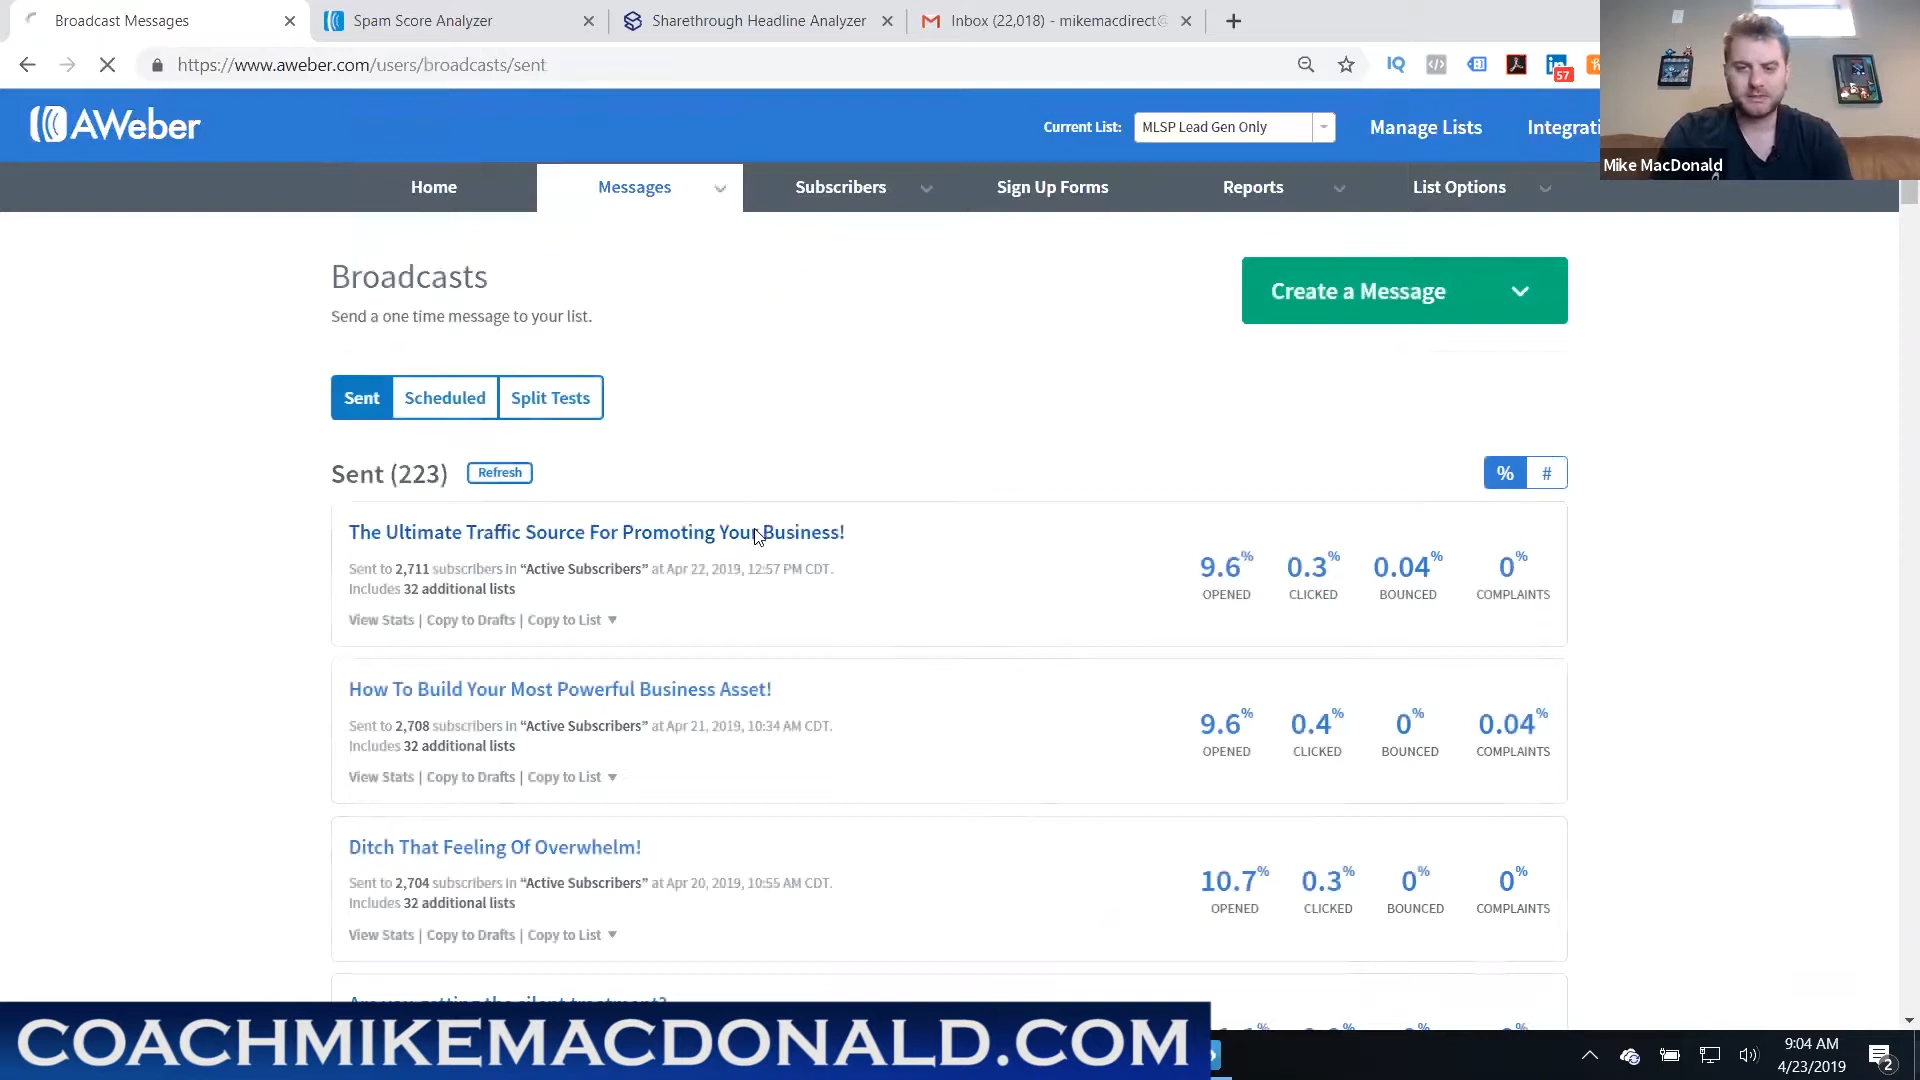 Broadcast Messages
Spam Score Analyzer
Sharethrough Headline Analyzer
Inbox (22,018) - mikemacdirect@
https://www.aweber.com/users/broadcasts/sent
IQ
57
AWeber
Current List:
MLSP Lead Gen Only
Manage Lists
Integrati
Mike MacDonald
Home
Messages
Subscribers
Sign Up Forms
Reports
List Options
Broadcasts
Send a one time message to your list.
Create a Message
Sent
Scheduled
Split Tests
Sent (223)
Refresh
%
#
The Ultimate Traffic Source For Promoting Your Business!
Sent to 2,711 subscribers in “Active Subscribers” at Apr 22, 2019, 12:57 PM CDT.
Includes 32 additional lists
View Stats | Copy to Drafts | Copy to List
9.6% OPENED
0.3% CLICKED
0.04% BOUNCED
0% COMPLAINTS
How To Build Your Most Powerful Business Asset!
Sent to 2,708 subscribers in “Active Subscribers” at Apr 21, 2019, 10:34 AM CDT.
Includes 32 additional lists
View Stats | Copy to Drafts | Copy to List
9.6% OPENED
0.4% CLICKED
0% BOUNCED
0.04% COMPLAINTS
Ditch That Feeling Of Overwhelm!
Sent to 2,704 subscribers in “Active Subscribers” at Apr 20, 2019, 10:55 AM CDT.
Includes 32 additional lists
View Stats | Copy to Drafts | Copy to List
10.7% OPENED
0.3% CLICKED
0% BOUNCED
0% COMPLAINTS
Are you getting the silent treatment?
COACHMIKEMACDONALD.COM
9:04 AM
4/23/2019
2